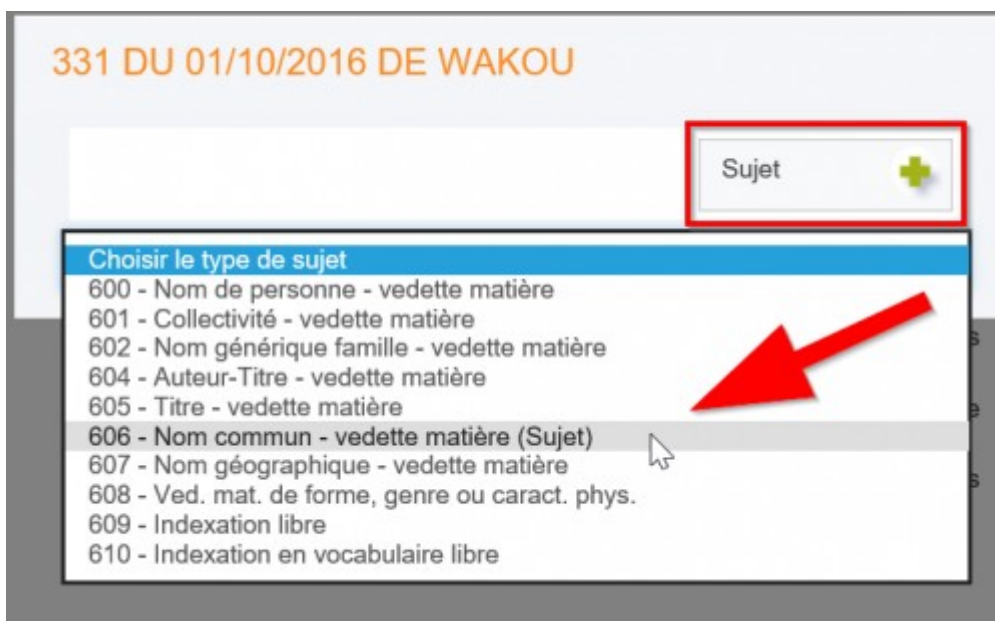 331 DU 01/10/2016 DE WAKOU
Sujet
Choisir le type de sujet
600 - Nom de personne - vedette matière
601 - Collectivité - vedette matière
602 - Nom générique famille - vedette matière
604 - Auteur-Titre - vedette matière
605 - Titre - vedette matière
606 - Nom commun - vedette matière (Sujet)
607 - Nom géographique - vedette matière
608 - Ved. mat. de forme, genre ou caract. phys.
609 - Indexation libre
610 - Indexation en vocabulaire libre